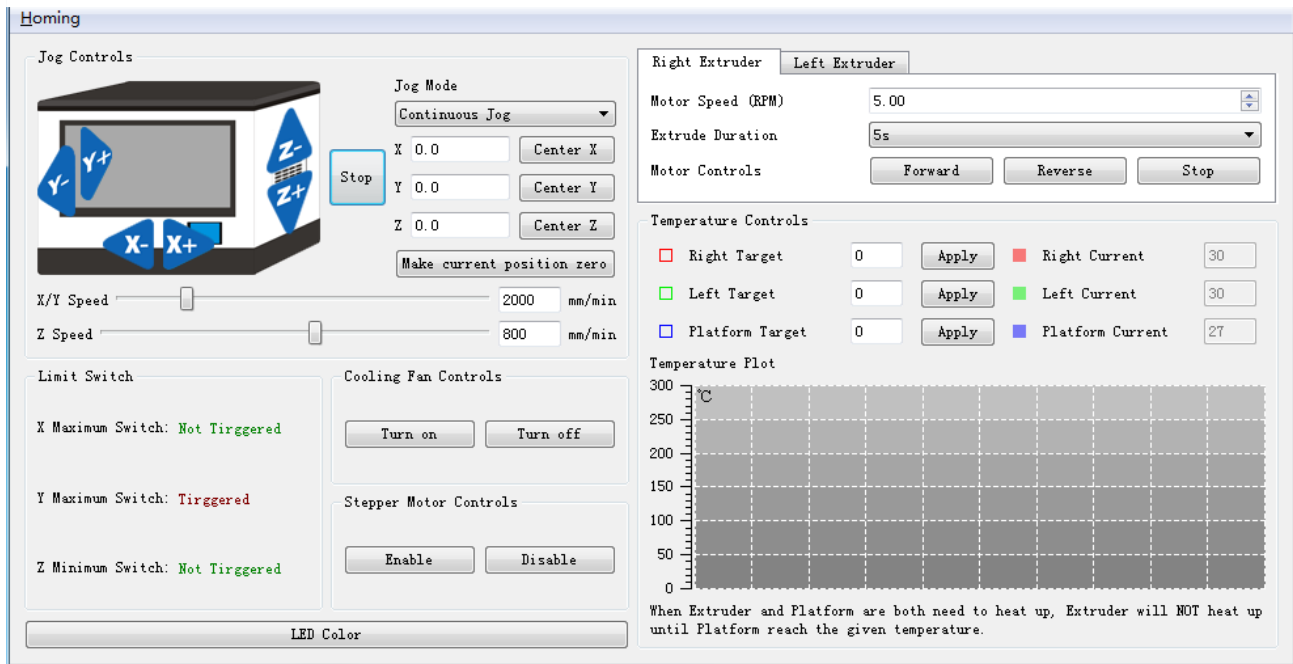 Homing
Jog Controls
Jog Mode
Continuous Jog
Y- Y+ Z- Z+ X- X+
Stop
X 0.0 Center X
Y 0.0 Center Y
Z 0.0 Center Z
Make current position zero
X/Y Speed 2000 mm/min
Z Speed 800 mm/min
Limit Switch
X Maximum Switch: Not Tirggered
Y Maximum Switch: Tirggered
Z Minimum Switch: Not Tirggered
Cooling Fan Controls
Turn on Turn off
Stepper Motor Controls
Enable Disable
LED Color
Right Extruder Left Extruder
Motor Speed (RPM) 5.00
Extrude Duration 5s
Motor Controls Forward Reverse Stop
Temperature Controls
Right Target 0 Apply Right Current 30
Left Target 0 Apply Left Current 30
Platform Target 0 Apply Platform Current 27
Temperature Plot
300
°C
250
200
150
100
50
0
When Extruder and Platform are both need to heat up, Extruder will NOT heat up
until Platform reach the given temperature.